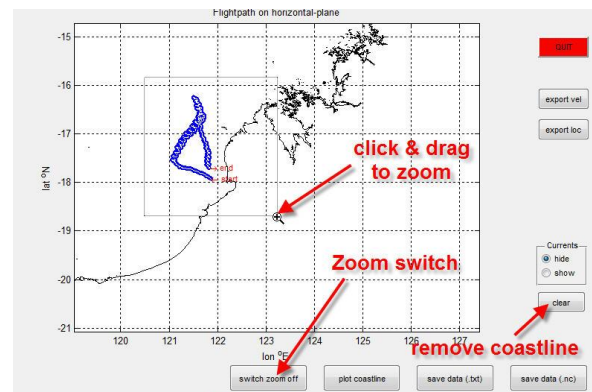 Flightpath on horizontal-plane
-15
-16
-17
-18
-19
-20
-21
lat °N
120
121
122
123
124
125
126
127
lon °E
end
start
click & drag
to zoom
Zoom switch
remove coastline
QUIT
export vel
export loc
Currents
hide
show
clear
switch zoom off
plot coastline
save data (.txt)
save data (.nc)